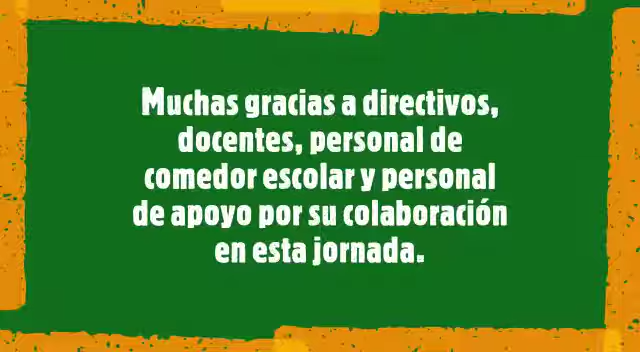 Muchas gracias a directivos,
docentes, personal de
comedor escolar y personal
de apoyo por su colaboración
en esta jornada.